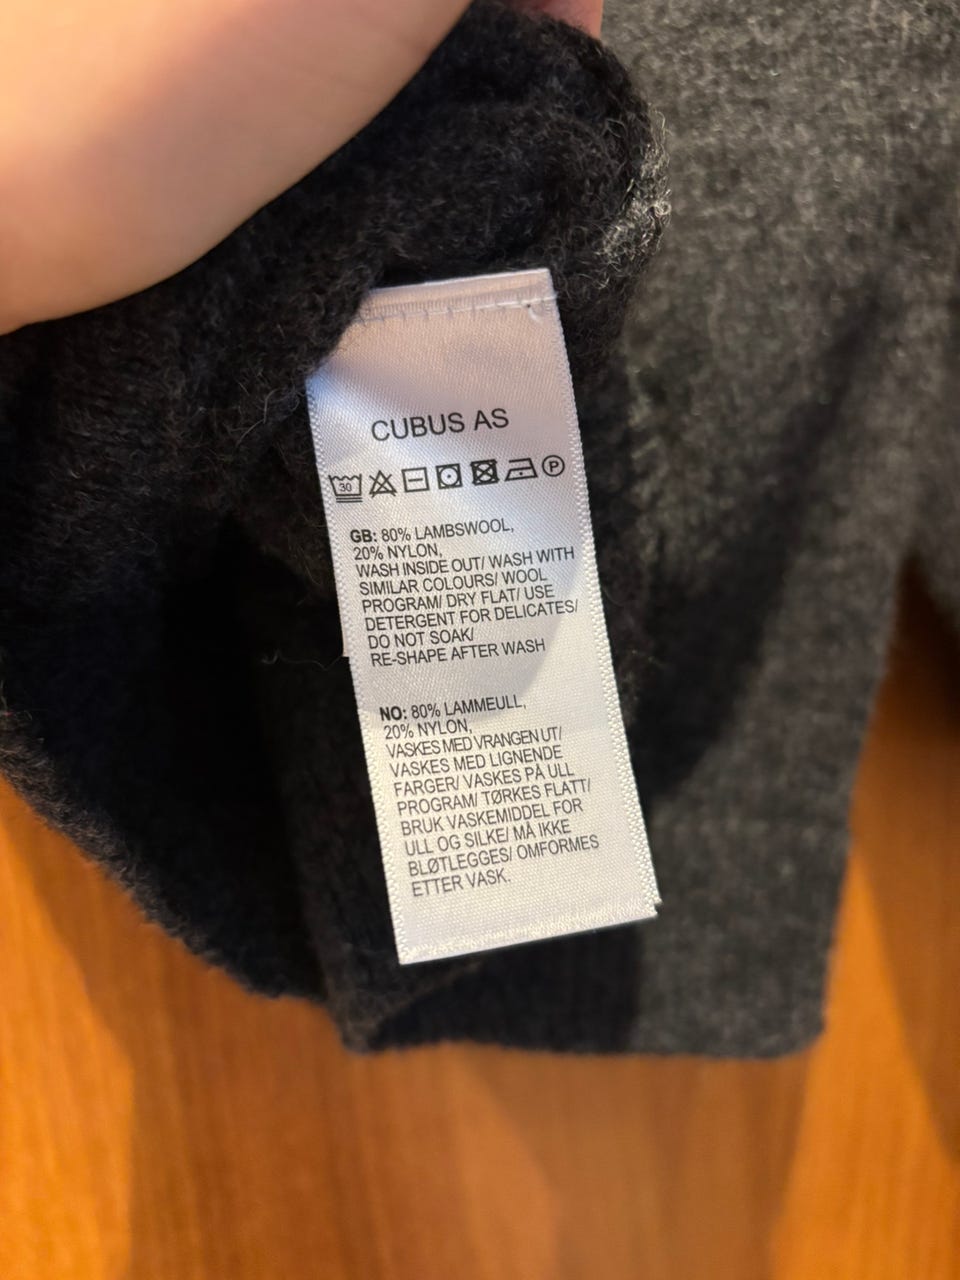 CUBUS AS
30 P
GB: 80% LAMBSWOOL,
20% NYLON,
WASH INSIDE OUT/ WASH WITH
SIMILAR COLOURS/ WOOL
PROGRAM/ DRY FLAT/ USE
DETERGENT FOR DELICATES/
DO NOT SOAK/
RE-SHAPE AFTER WASH
NO: 80% LAMMEULL,
20% NYLON,
VASKES MED VRANGEN UT/
VASKES MED LIGNENDE
FARGER/ VASKES PÅ ULL
PROGRAM/ TØRKES FLATT/
BRUK VASKEMIDDEL FOR
ULL OG SILKE/ MÅ IKKE
BLØTLEGGES/ OMFORMES
ETTER VASK.